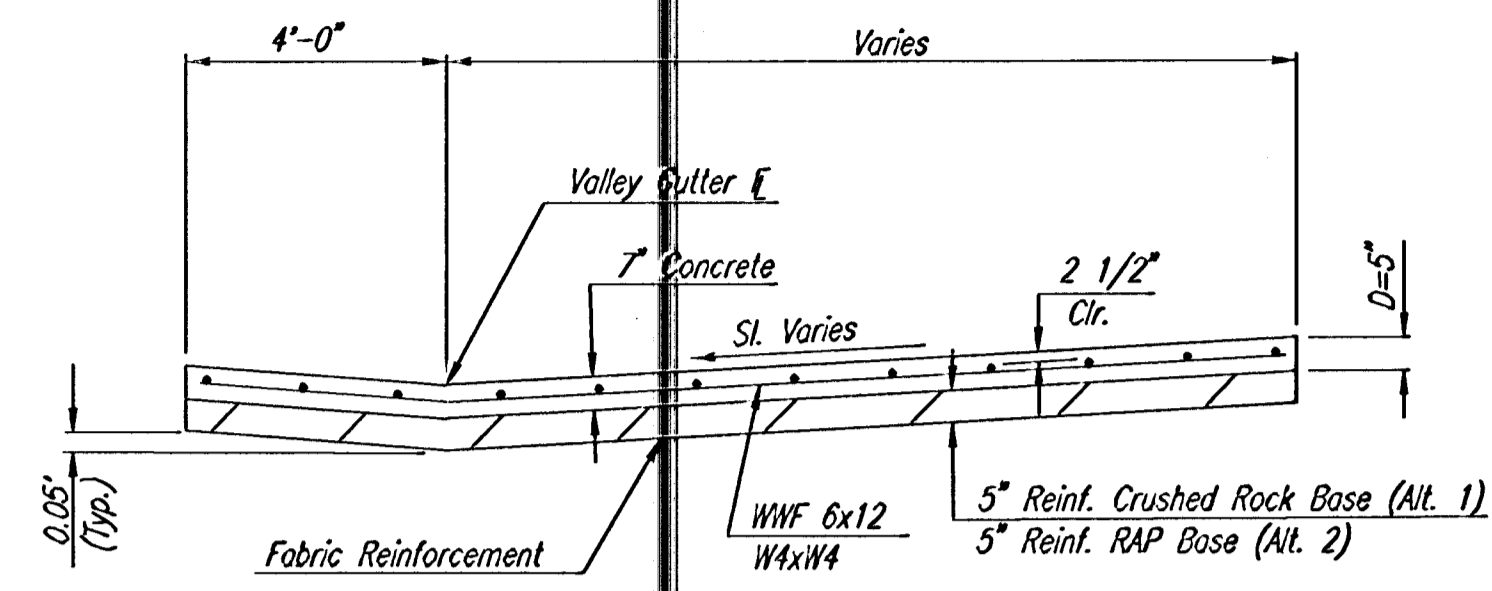 4'-0"
Varies
Valley Gutter ℄
7" Concrete
2 1/2"
Clr.
D=5"
Sl. Varies
0.05'
(Typ.)
WWF 6x12
W4xW4
5" Reinf. Crushed Rock Base (Alt. 1)
5" Reinf. RAP Base (Alt. 2)
Fabric Reinforcement